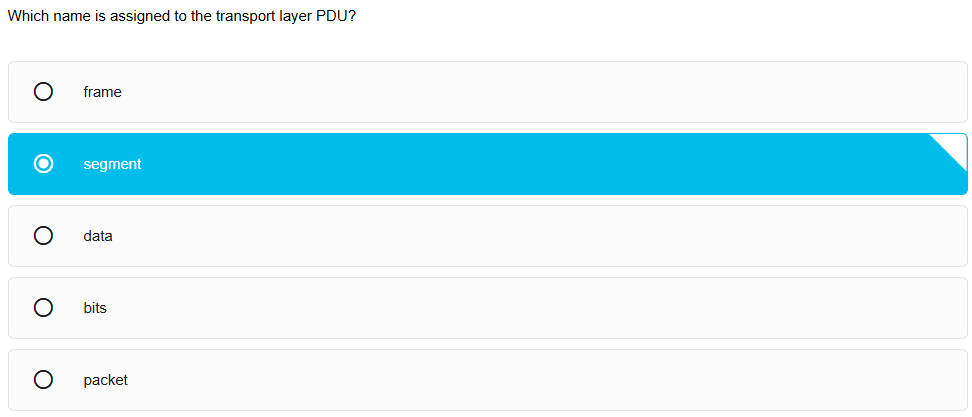 Which name is assigned to the transport layer PDU?
frame
segment
data
bits
packet